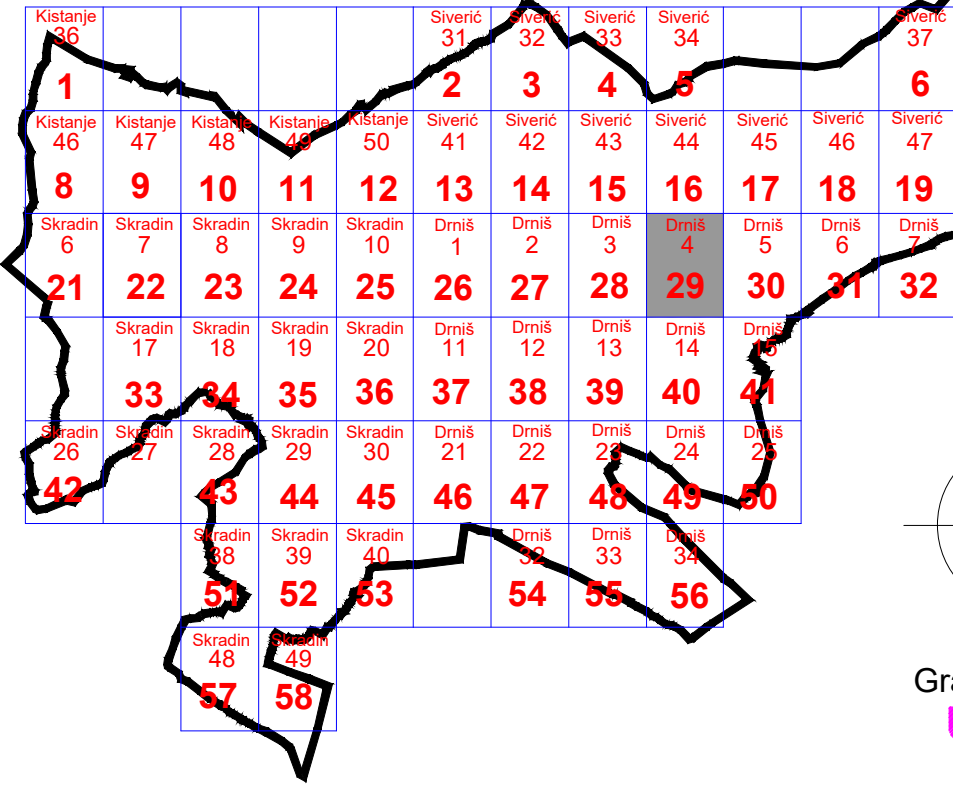 Kistanje Siverić Siverić Siverić Siverić Siverić
36 31 32 33 34 37
1 2 3 4 5 6
Kistanje Kistanje Kistanje Kistanje Kistanje Siverić Siverić Siverić Siverić Siverić Siverić Siverić
46 47 48 49 50 41 42 43 44 45 46 47
8 9 10 11 12 13 14 15 16 17 18 19
Skradin Skradin Skradin Skradin Skradin Drniš Drniš Drniš Drniš Drniš Drniš Drniš
6 7 8 9 10 1 2 3 4 5 6 7
21 22 23 24 25 26 27 28 29 30 31 32
Skradin Skradin Skradin Skradin Drniš Drniš Drniš Drniš Drniš
17 18 19 20 11 12 13 14 15
33 34 35 36 37 38 39 40 41
Skradin Skradin Skradin Skradin Skradin Drniš Drniš Drniš Drniš Drniš
26 27 28 29 30 21 22 23 24 25
42 43 44 45 46 47 48 49 50
Skradin Skradin Skradin Drniš Drniš Drniš
38 39 40 32 33 34
51 52 53 54 55 56
Skradin Skradin
48 49
57 58
Gra